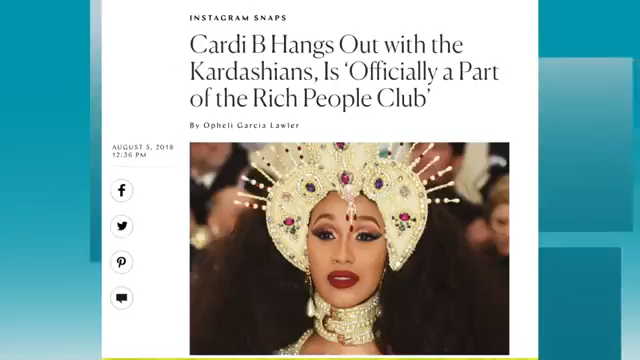 INSTAGRAM SNAPS
Cardi B Hangs Out with the
Kardashians, Is ‘Officially a Part
of the Rich People Club’
By Opheli Garcia Lawler
AUGUST 5, 2018
12:36 PM